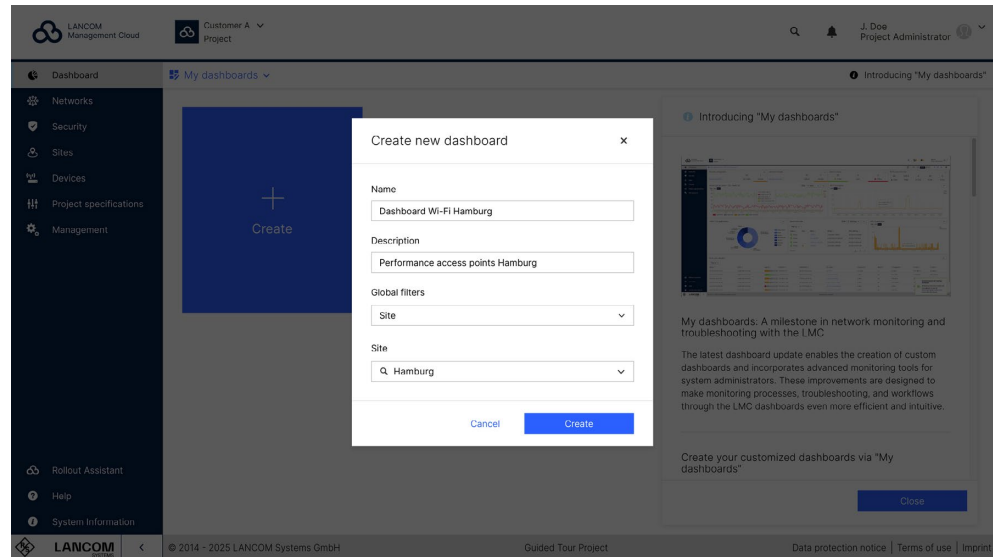 LANCOM
Management Cloud
Customer A
Project
J. Doe
Project Administrator
Dashboard
My dashboards
Introducing "My dashboards"
Networks
Security
Sites
Devices
Project specifications
Management
Create
Create new dashboard
Name
Dashboard Wi-Fi Hamburg
Description
Performance access points Hamburg
Global filters
Site
Site
Hamburg
Cancel
Create
Introducing "My dashboards"
My dashboards: A milestone in network monitoring and
troubleshooting with the LMC
The latest dashboard update enables the creation of custom
dashboards and incorporates advanced monitoring tools for
system administrators. These improvements are designed to
make monitoring processes, troubleshooting, and workflows
through the LMC dashboards even more efficient and intuitive.
Create your customized dashboards via "My
dashboards"
Close
Rollout Assistant
Help
System Information
LANCOM
SYSTEMS
© 2014 - 2025 LANCOM Systems GmbH
Guided Tour Project
Data protection notice | Terms of use | Imprint